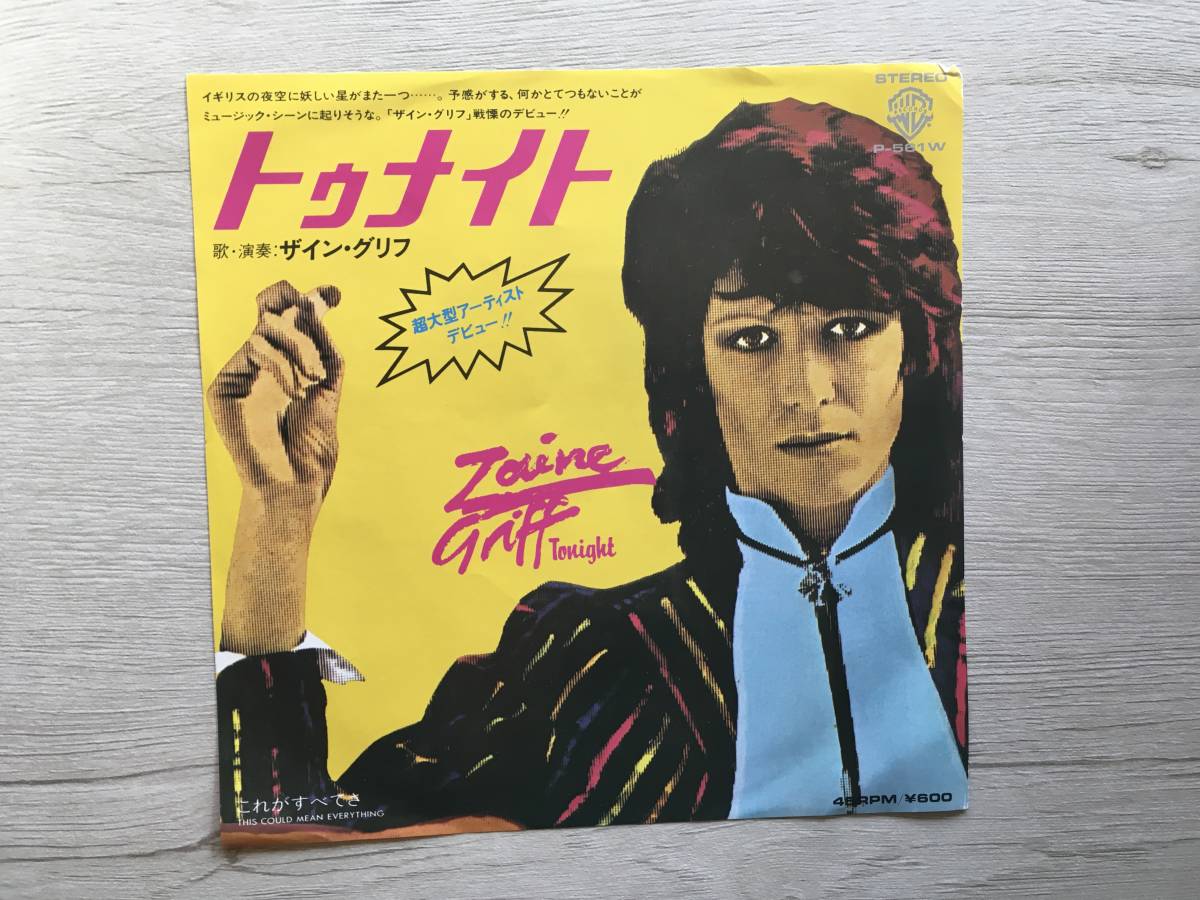 イギリスの夜空に妖しい星がまた一つ……。予感がする、何かとてつもないことが
ミュージック・シーンに起りそうな。「ザイン・グリフ」戦慄のデビュー!!
STEREO
P-561W
トゥナイト
歌・演奏:ザイン・グリフ
超大型アーティスト
デビュー!!
Zaine
Griff
Tonight
これがすべてさ
THIS COULD MEAN EVERYTHING
45RPM/¥600